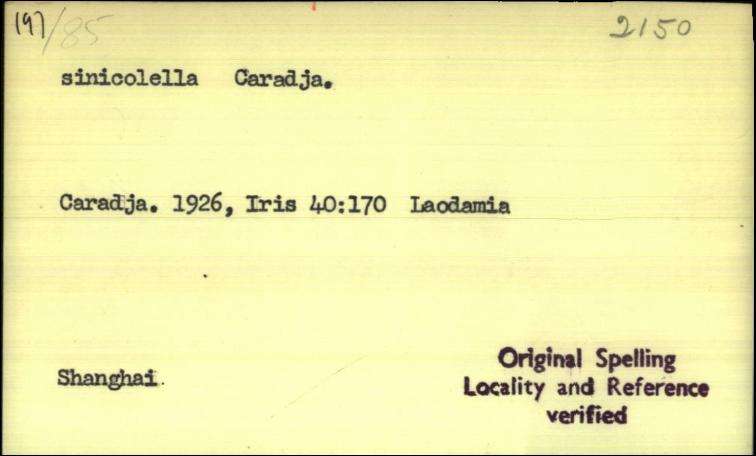 197/85 2150
sinicolella Caradja.
Caradja. 1926, Iris 40:170 Laodamia
Shanghai.
Original Spelling
Locality and Reference
verified